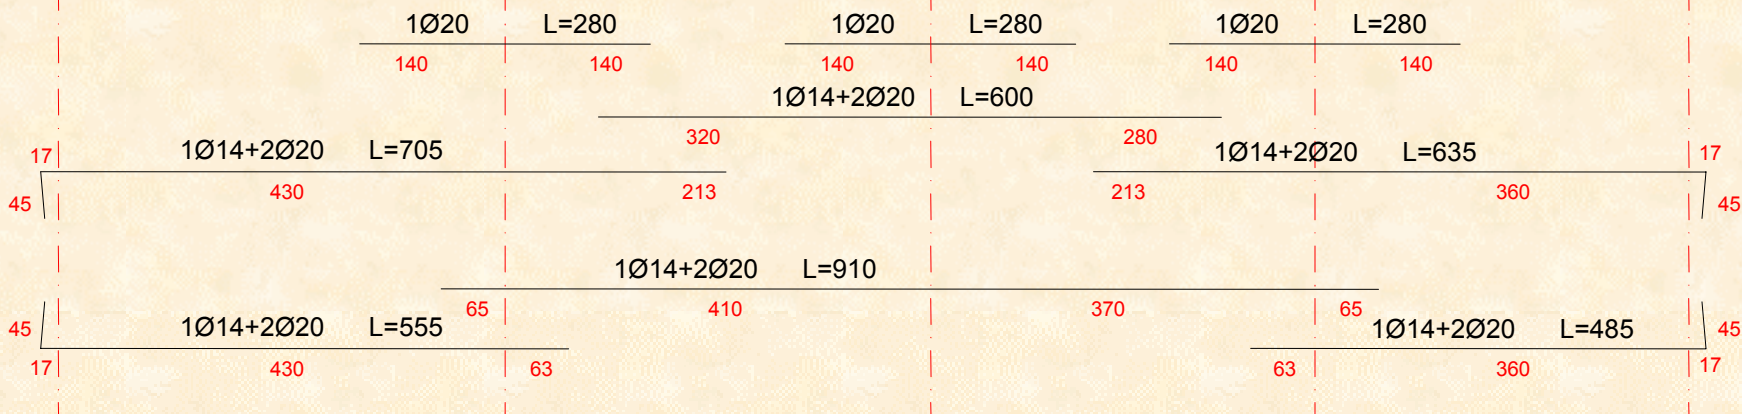 1Ø20 L=280 1Ø20 L=280 1Ø20 L=280
140 140 140 140 140 140
1Ø14+2Ø20 L=600
320 280
17 1Ø14+2Ø20 L=705 1Ø14+2Ø20 L=635 17
45 430 213 213 360 45
1Ø14+2Ø20 L=910
65 410 370 65
45 1Ø14+2Ø20 L=555 1Ø14+2Ø20 L=485 45
17 430 63 63 360 17